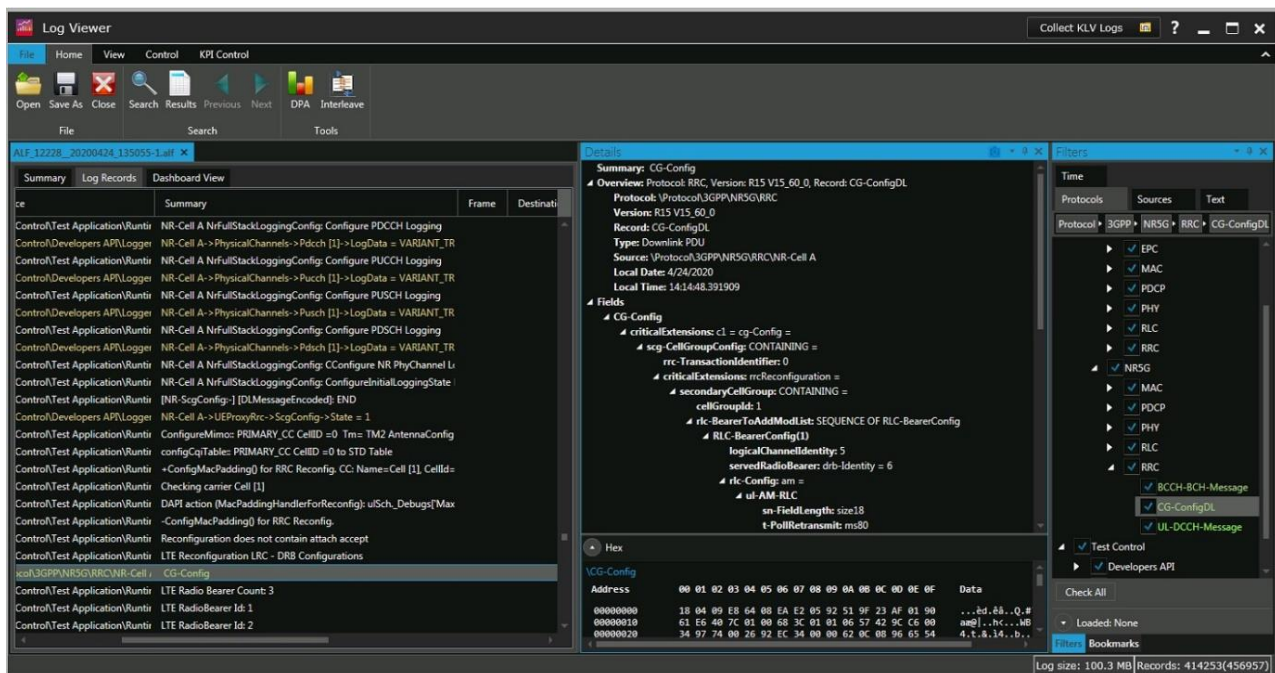 Log Viewer
Collect KLV Logs
?
File Home View Control KPI Control
Open Save As Close Search Results Previous Next DPA Interleave
File Search Tools
ALF_12228__20200424_135055-1.alf
Summary Log Records Dashboard View
ce Summary Frame Destinati
Control\Test Application\Runtir NR-Cell A NrFullStackLoggingConfig: Configure PDCCH Logging
Control\Developers API\Logger NR-Cell A->PhysicalChannels->Pdcch [1]->LogData = VARIANT_TR
Control\Test Application\Runtir NR-Cell A NrFullStackLoggingConfig: Configure PUCCH Logging
Control\Developers API\Logger NR-Cell A->PhysicalChannels->Pucch [1]->LogData = VARIANT_TR
Control\Test Application\Runtir NR-Cell A NrFullStackLoggingConfig: Configure PUSCH Logging
Control\Developers API\Logger NR-Cell A->PhysicalChannels->Pusch [1]->LogData = VARIANT_TR
Control\Test Application\Runtir NR-Cell A NrFullStackLoggingConfig: Configure PDSCH Logging
Control\Developers API\Logger NR-Cell A->PhysicalChannels->Pdsch [1]->LogData = VARIANT_TR
Control\Test Application\Runtir NR-Cell A NrFullStackLoggingConfig: CConfigure NR PhyChannel L
Control\Test Application\Runtir NR-Cell A NrFullStackLoggingConfig: ConfigureInitialLoggingState
Control\Test Application\Runtir [NR-ScgConfig:-] [DLMessageEncoded]: END
Control\Developers API\Logger NR-Cell A->UEProxyRrc->ScgConfig->State = 1
Control\Test Application\Runtir ConfigureMimo:: PRIMARY_CC CellID =0 Tm= TM2 AntennaConfig
Control\Test Application\Runtir configCqiTable:: PRIMARY_CC CellID =0 to STD Table
Control\Test Application\Runtir +ConfigMacPadding() for RRC Reconfig. CC: Name=Cell [1], CellId=
Control\Test Application\Runtir Checking carrier Cell [1]
Control\Test Application\Runtir DAPI action (MacPaddingHandlerForReconfig): ulSch._Debugs['Max
Control\Test Application\Runtir -ConfigMacPadding() for RRC Reconfig.
Control\Test Application\Runtir Reconfiguration does not contain attach accept
Control\Test Application\Runtir LTE Reconfiguration LRC - DRB Configurations
ocol\3GPP\NR5G\RRC\NR-Cell A CG-Config
Control\Test Application\Runtir LTE Radio Bearer Count: 3
Control\Test Application\Runtir LTE RadioBearer Id: 1
Control\Test Application\Runtir LTE RadioBearer Id: 2
Details
Summary: CG-Config
Overview: Protocol: RRC, Version: R15 V15_60_0, Record: CG-ConfigDL
Protocol: \Protocol\3GPP\NR5G\RRC
Version: R15 V15_60_0
Record: CG-ConfigDL
Type: Downlink PDU
Source: \Protocol\3GPP\NR5G\RRC\NR-Cell A
Local Date: 4/24/2020
Local Time: 14:14:48.391909
Fields
CG-Config
criticalExtensions: c1 = cg-Config =
scg-CellGroupConfig: CONTAINING =
rrc-TransactionIdentifier: 0
criticalExtensions: rrcReconfiguration =
secondaryCellGroup: CONTAINING =
cellGroupId: 1
rlc-BearerToAddModList: SEQUENCE OF RLC-BearerConfig
RLC-BearerConfig(1)
logicalChannelIdentity: 5
servedRadioBearer: drb-Identity = 6
rlc-Config: am =
ul-AM-RLC
sn-FieldLength: size18
t-PollRetransmit: ms80
Hex
\CG-Config
Address 00 01 02 03 04 05 06 07 08 09 0A 0B 0C 0D 0E 0F Data
00000000 18 04 09 E8 64 08 EA E2 05 92 51 9F 23 AF 01 90 ...èd.êâ..Q.#
00000010 61 E6 40 7C 01 00 68 3C 01 01 06 57 42 9C C6 00 aæ@|..h<...WB
00000020 34 97 74 00 26 92 EC 34 00 00 62 0C 08 96 65 54 4.t.&.ì4..b..
Filters
Time
Protocols Sources Text
Protocol 3GPP NR5G RRC CG-ConfigDL
EPC
MAC
PDCP
PHY
RLC
RRC
NR5G
MAC
PDCP
PHY
RLC
RRC
BCCH-BCH-Message
CG-ConfigDL
UL-DCCH-Message
Test Control
Developers API
Check All
Loaded: None
Filters Bookmarks
Log size: 100.3 MB Records: 414253(456957)